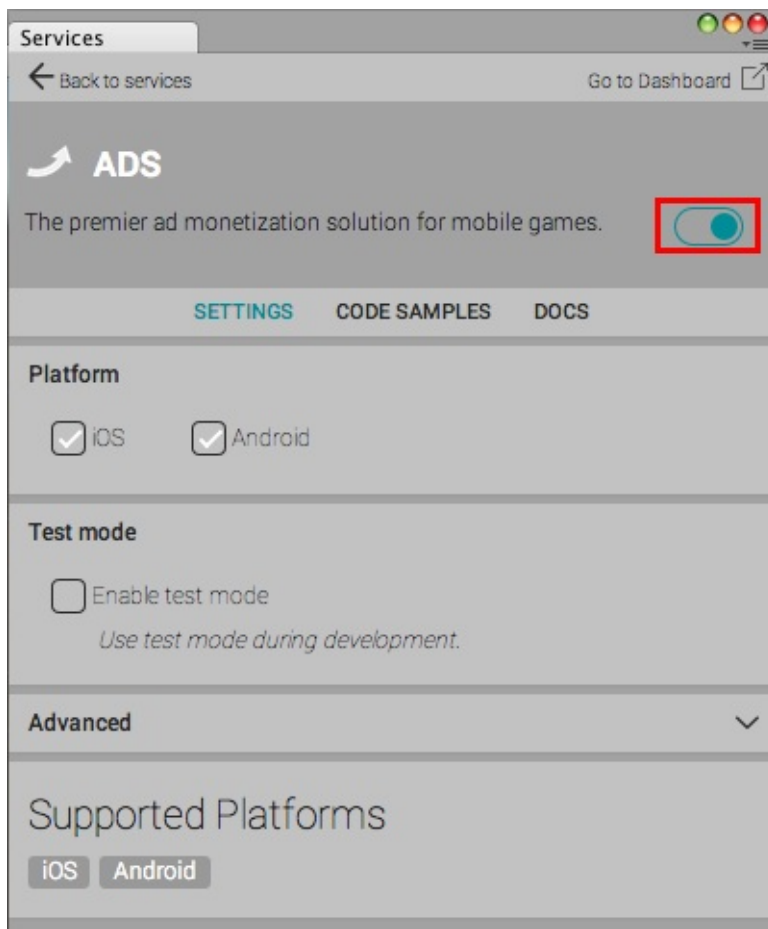 Services
Back to services
Go to Dashboard
ADS
The premier ad monetization solution for mobile games.
SETTINGS CODE SAMPLES DOCS
Platform
iOS Android
Test mode
Enable test mode
Use test mode during development.
Advanced
Supported Platforms
iOS Android